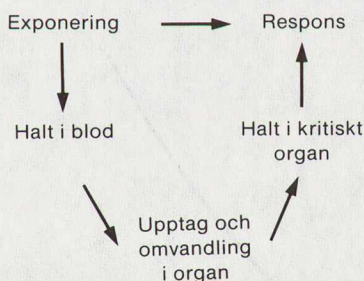 Exponering
Respons
Halt i blod
Halt i kritiskt
organ
Upptag och
omvandling
i organ